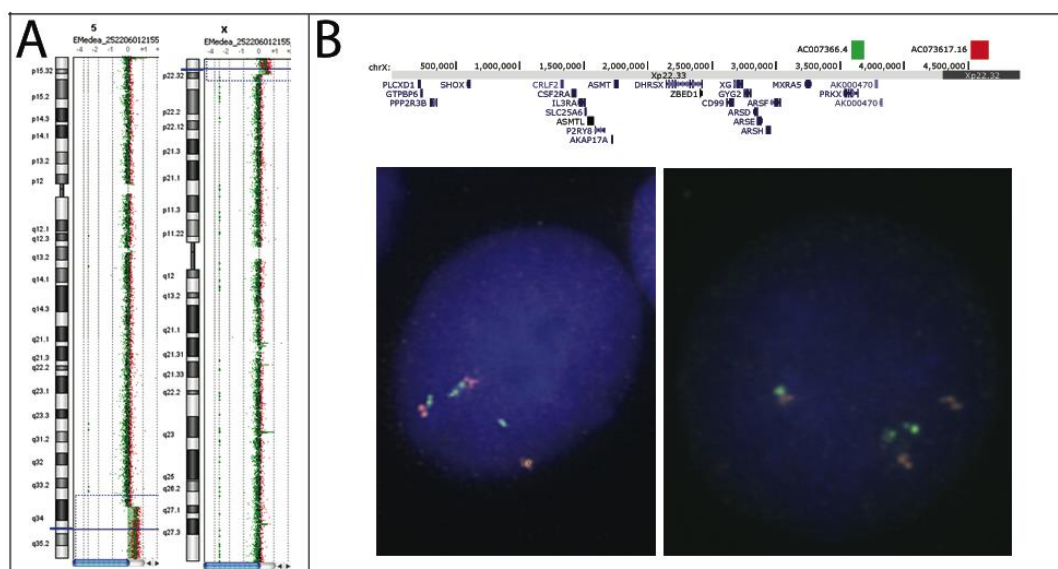 A
5
EMedea_252206012155
-4 -2 -1 0 +1
p15.32
p15.2
p14.3
p14.1
p13.2
p12
q12.1
q12.3
q13.2
q14.1
q14.3
q21.1
q21.3
q22.2
q23.1
q23.3
q31.2
q32
q33.2
q34
q35.2
X
EMedea_252206012155
-4 -2 -1 0 +1
p22.32
p22.2
p22.12
p21.3
p21.1
p11.3
p11.22
q12
q13.2
q21.1
q21.31
q21.33
q22.2
q23
q25
q26.2
q27.1
q27.3
B
AC007366.4 AC073617.16
chrX: 500,000 1,000,000 1,500,000 2,000,000 2,500,000 3,000,000 3,500,000 4,000,000 4,500,000
Xp22.33 Xp22.32
PLCXD1 SHOX CRLF2 ASMT DHRSX XG MXRA5 AK000470
GTPBP6 CSF2RA ZBED1 GYG2 PRKX
PPP2R3B IL3RA CD99 ARSF AK000470
SLC25A6 ARSD
ASMTL ARSE
P2RY8 ARSH
AKAP17A